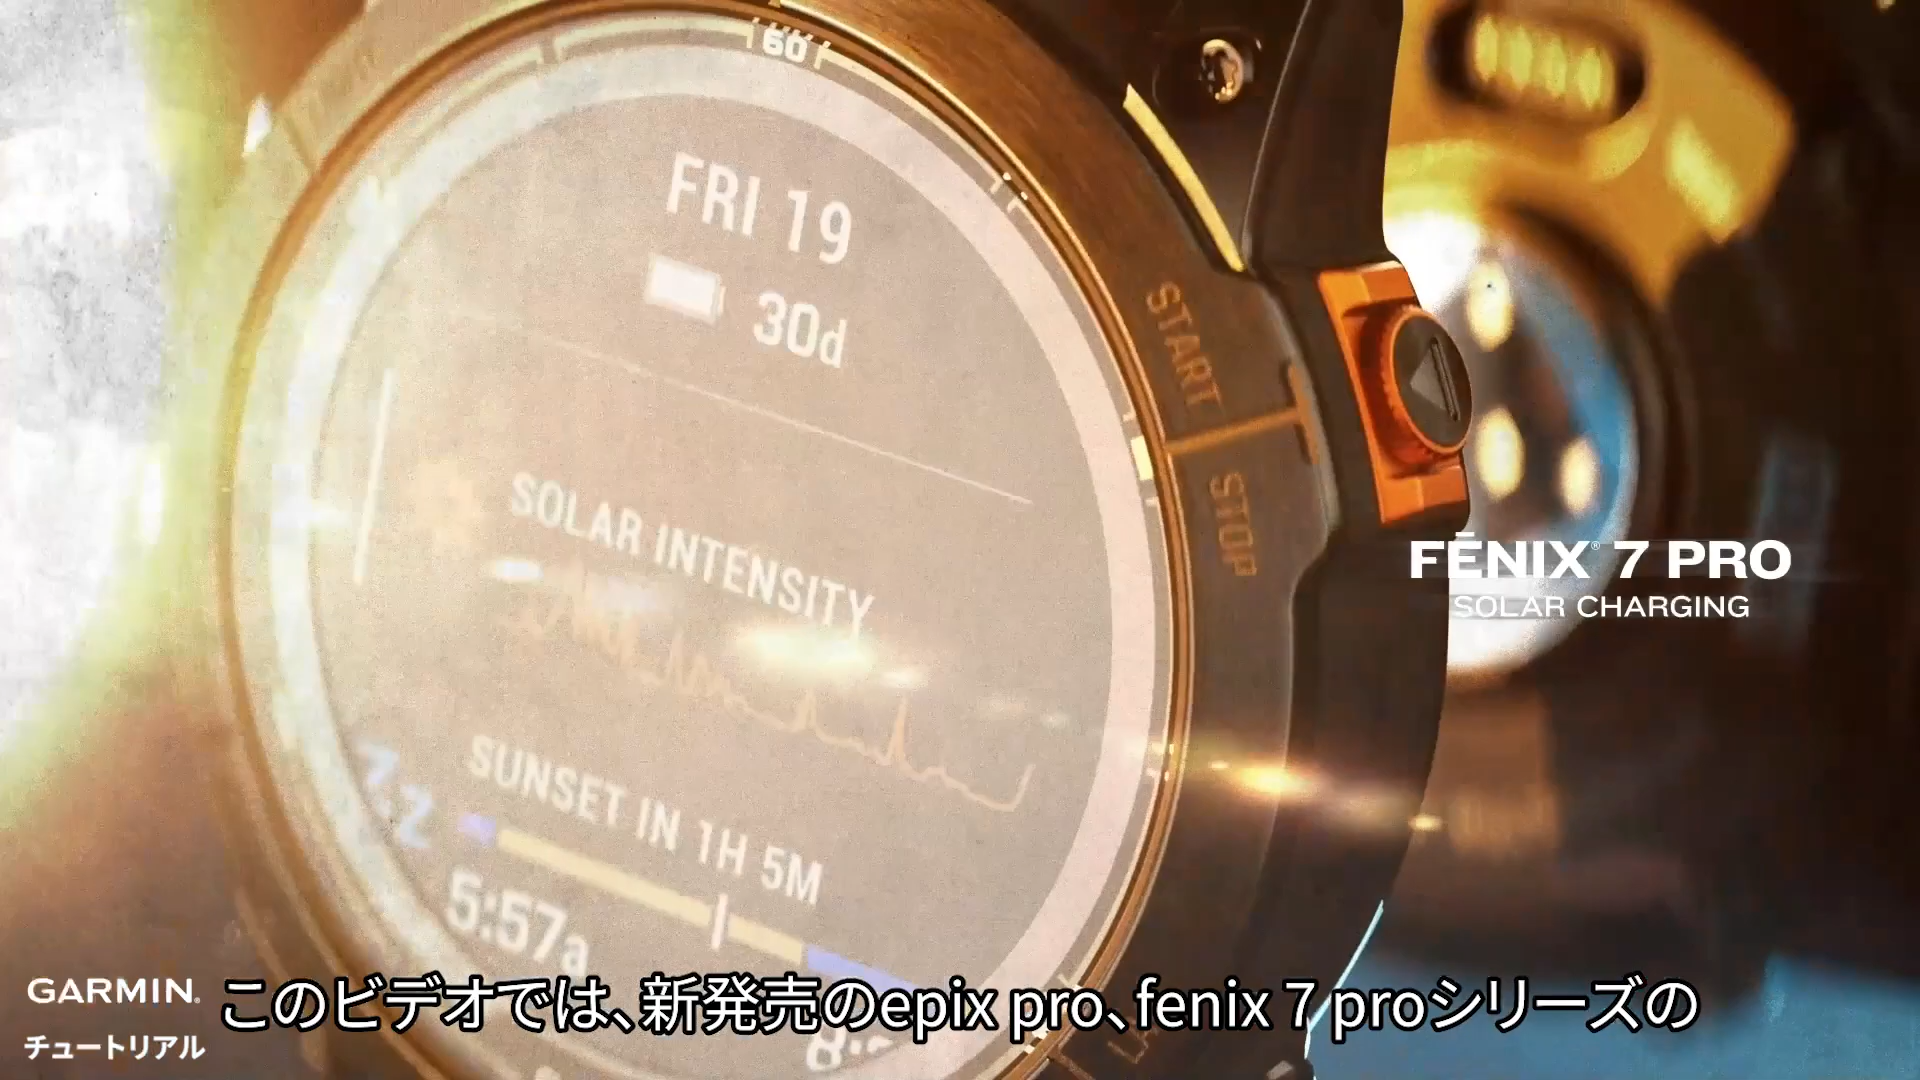 60
FRI 19
30d
START
STOP
SOLAR INTENSITY
FĒNIX® 7 PRO
SOLAR CHARGING
SUNSET IN 1H 5M
5:57a
GARMIN®
チュートリアル
このビデオでは、新発売のepix pro、fenix 7 proシリーズの